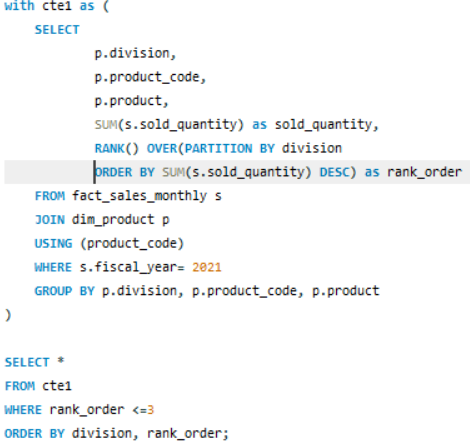 with cte1 as (
SELECT
p.division,
p.product_code,
p.product,
SUM(s.sold_quantity) as sold_quantity,
RANK() OVER(PARTITION BY division
ORDER BY SUM(s.sold_quantity) DESC) as rank_order
FROM fact_sales_monthly s
JOIN dim_product p
USING (product_code)
WHERE s.fiscal_year= 2021
GROUP BY p.division, p.product_code, p.product
)
SELECT *
FROM cte1
WHERE rank_order <=3
ORDER BY division, rank_order;